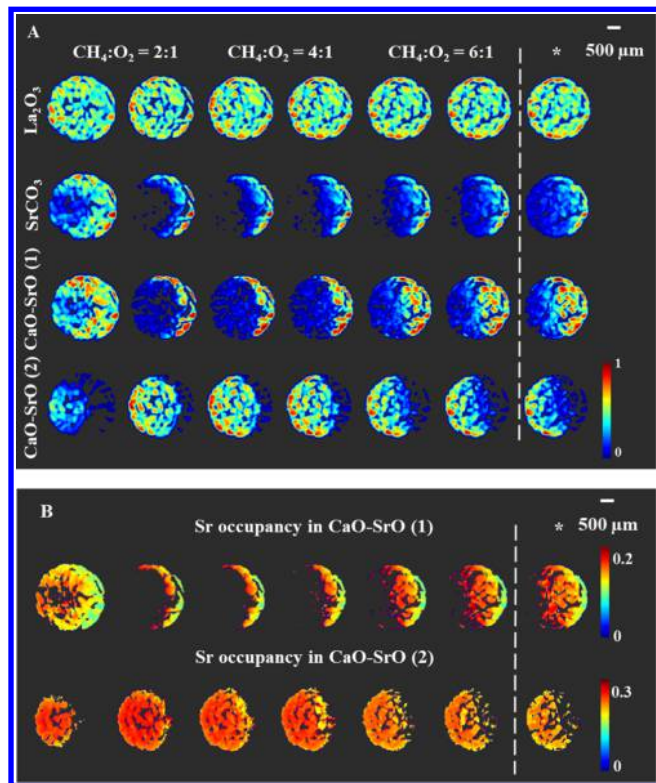 A
CH₄:O₂ = 2:1 CH₄:O₂ = 4:1 CH₄:O₂ = 6:1 * 500 µm
La₂O₃
SrCO₃
CaO-SrO (1)
CaO-SrO (2)
1
0
B
Sr occupancy in CaO-SrO (1) * 500 µm
0.2
0
Sr occupancy in CaO-SrO (2)
0.3
0